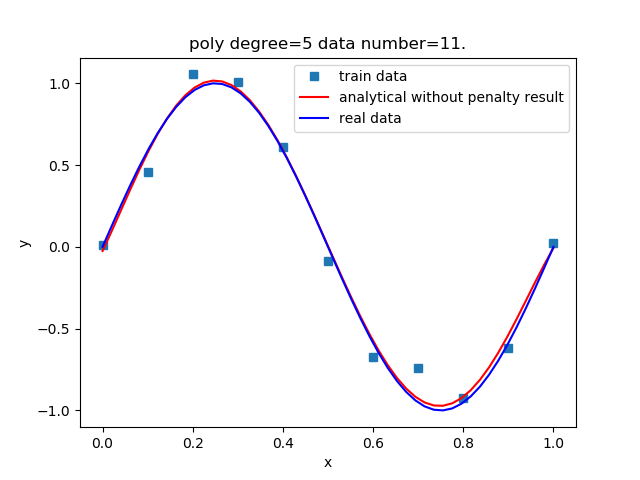 poly degree=5 data number=11.
train data
analytical without penalty result
real data
1.0
0.5
0.0
−0.5
−1.0
y
0.0 0.2 0.4 0.6 0.8 1.0
x